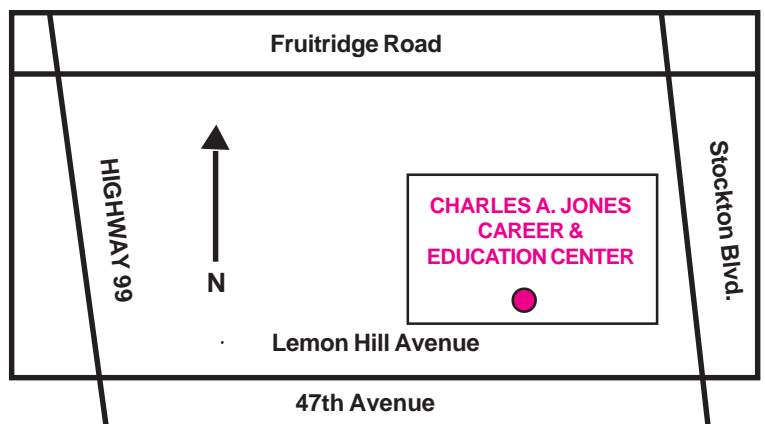 Fruitridge Road
HIGHWAY 99
N
CHARLES A. JONES
CAREER &
EDUCATION CENTER
Stockton Blvd.
Lemon Hill Avenue
47th Avenue